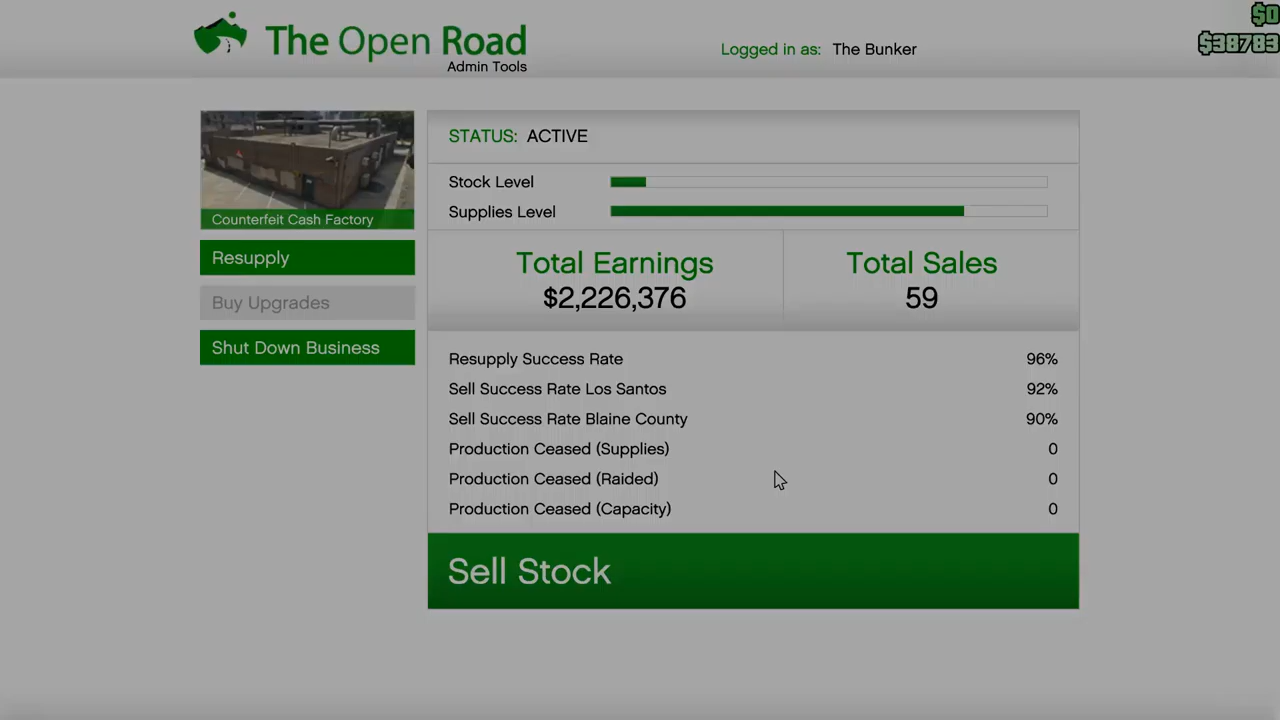 $0
$38783
The Open Road
Admin Tools
Logged in as: The Bunker
Counterfeit Cash Factory
Resupply
Buy Upgrades
Shut Down Business
STATUS: ACTIVE
Stock Level
Supplies Level
Total Earnings
$2,226,376
Total Sales
59
Resupply Success Rate 96%
Sell Success Rate Los Santos 92%
Sell Success Rate Blaine County 90%
Production Ceased (Supplies) 0
Production Ceased (Raided) 0
Production Ceased (Capacity) 0
Sell Stock